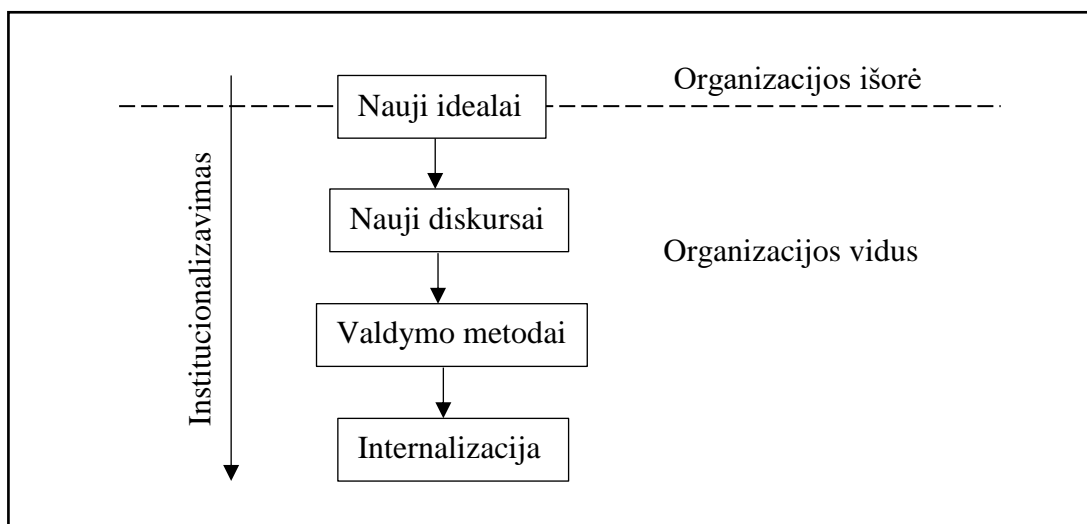 Organizacijos išorė
Nauji idealai
Nauji diskursai
Organizacijos vidus
Valdymo metodai
Internalizacija
Institucionalizavimas